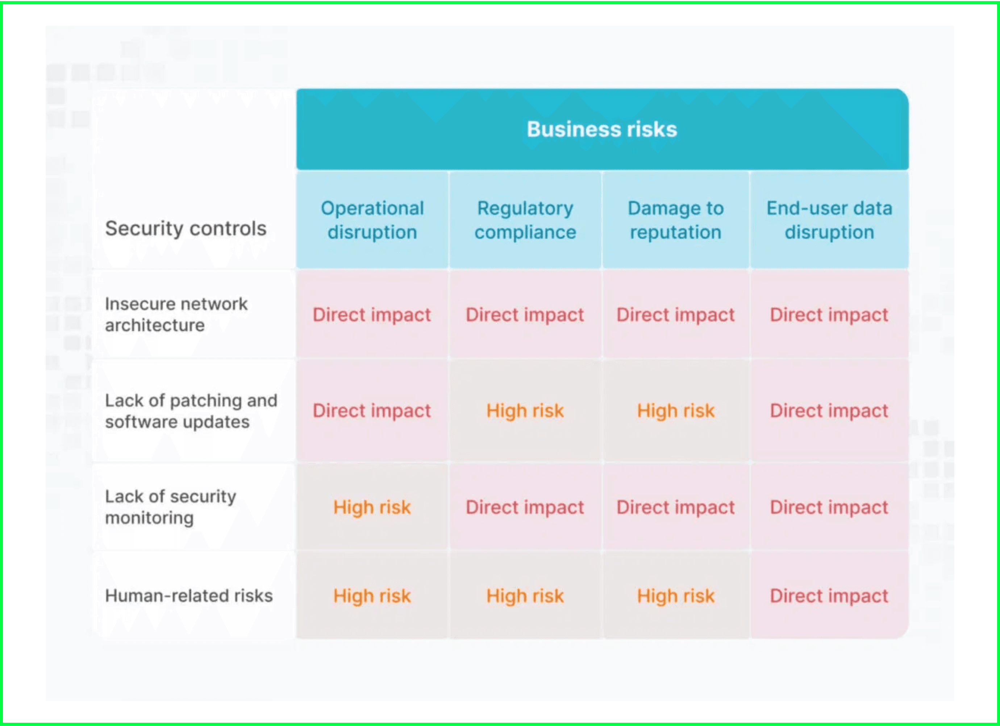 Business risks
Security controls
Operational
disruption
Regulatory
compliance
Damage to
reputation
End-user data
disruption
Insecure network
architecture
Direct impact
Direct impact
Direct impact
Direct impact
Lack of patching and
software updates
Direct impact
High risk
High risk
Direct impact
Lack of security
monitoring
High risk
Direct impact
Direct impact
Direct impact
Human-related risks
High risk
High risk
High risk
Direct impact